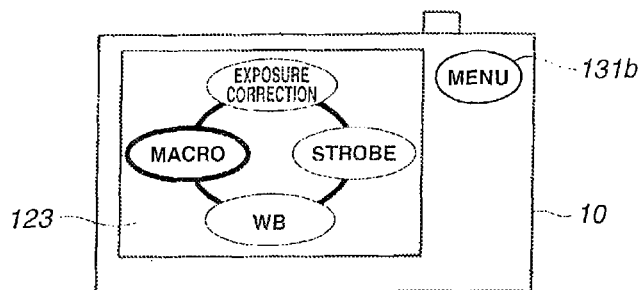 EXPOSURE
CORRECTION
MENU
131b
MACRO
STROBE
WB
123
10